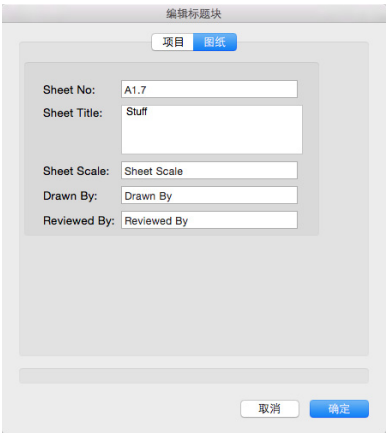 编辑标题块
项目 图纸
Sheet No: A1.7
Sheet Title: Stuff
Sheet Scale: Sheet Scale
Drawn By: Drawn By
Reviewed By: Reviewed By
取消 确定